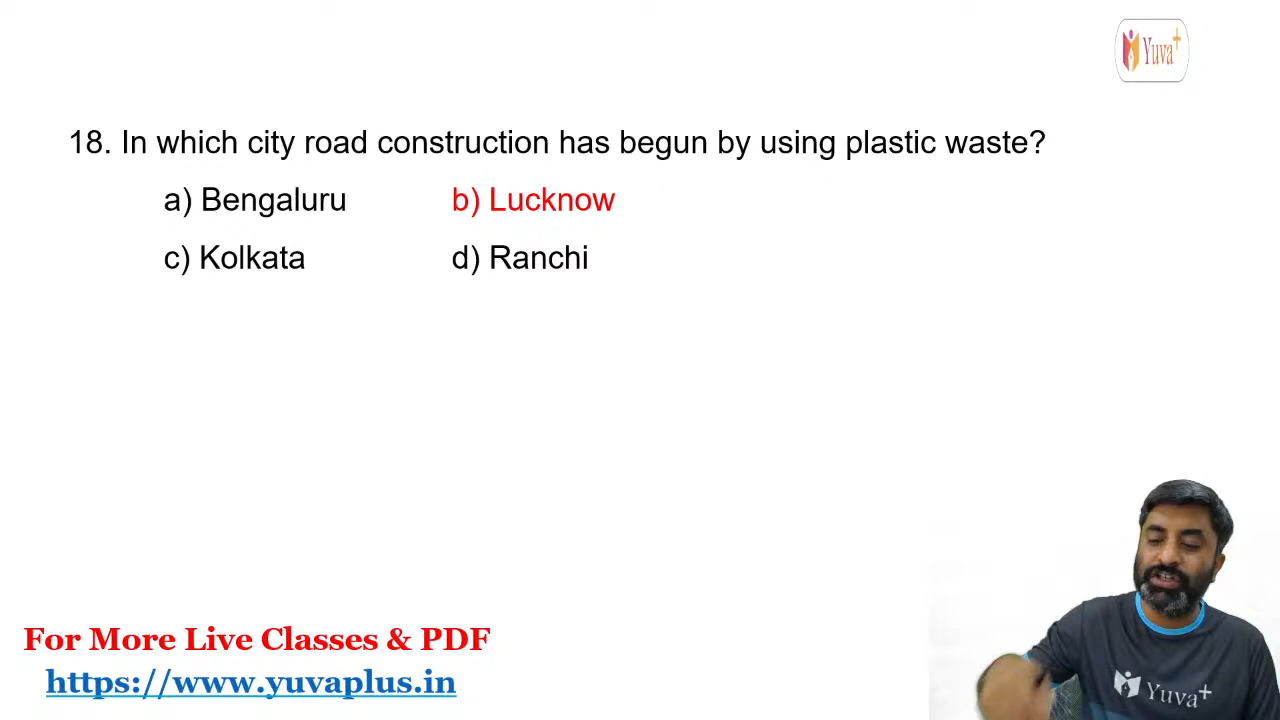 Yuva+
18. In which city road construction has begun by using plastic waste?
a) Bengaluru b) Lucknow
c) Kolkata d) Ranchi
For More Live Classes & PDF
https://www.yuvaplus.in
Yuva+